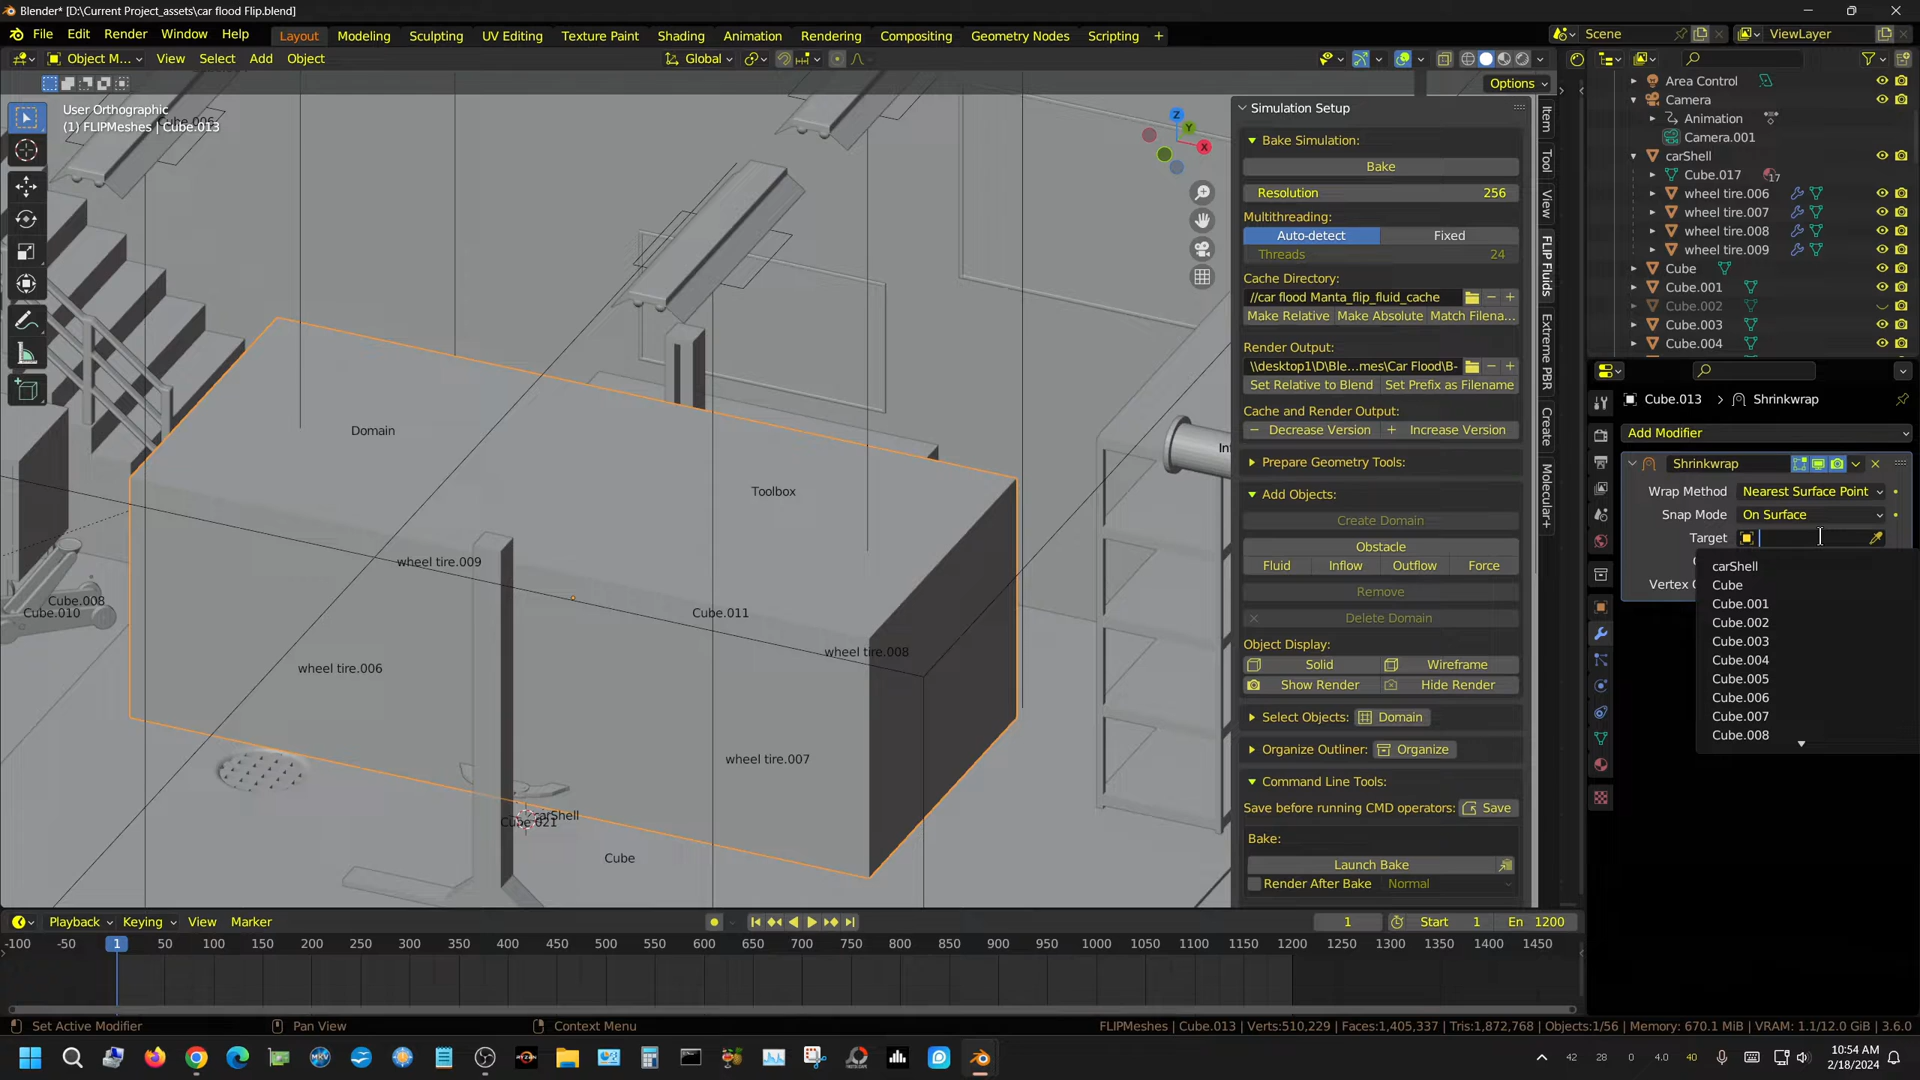 Blender* [D:\Current Project_assets\car flood Flip.blend]
File Edit Render Window Help Layout Modeling Sculpting UV Editing Texture Paint Shading Animation Rendering Compositing Geometry Nodes Scripting + Scene ViewLayer
Object M... View Select Add Object Global
Options
User Orthographic
(1) FLIPMeshes | Cube.013
Cube.006
Z
Y
X
Domain
Toolbox
wheel tire.009
Cube.008
Cube.010
Cube.011
wheel tire.008
wheel tire.006
wheel tire.007
carShell
Cube.021
Cube
Simulation Setup
Bake Simulation:
Bake
Resolution 256
Multithreading:
Auto-detect Fixed
Threads 24
Cache Directory:
//car flood Manta_flip_fluid_cache
Make Relative Make Absolute Match Filena...
Render Output:
\\desktop1\D\Ble...mes\Car Flood\B-
Set Relative to Blend Set Prefix as Filename
Cache and Render Output:
Decrease Version Increase Version
Prepare Geometry Tools:
Add Objects:
Create Domain
Obstacle
Fluid Inflow Outflow Force
Remove
Delete Domain
Object Display:
Solid Wireframe
Show Render Hide Render
Select Objects: Domain
Organize Outliner: Organize
Command Line Tools:
Save before running CMD operators: Save
Bake:
Launch Bake
Render After Bake Normal
Item
Tool
View
FLIP Fluids
Extreme PBR
Create
Molecular+
Area Control
Camera
Animation
Camera.001
carShell
Cube.017 17
wheel tire.006
wheel tire.007
wheel tire.008
wheel tire.009
Cube
Cube.001
Cube.002
Cube.003
Cube.004
Cube.013 > Shrinkwrap
Add Modifier
Shrinkwrap
Wrap Method Nearest Surface Point
Snap Mode On Surface
Target
carShell
Cube
Cube.001
Vertex
Cube.002
Cube.003
Cube.004
Cube.005
Cube.006
Cube.007
Cube.008
Playback Keying View Marker 1 Start 1 En 1200
-100 -50 1 50 100 150 200 250 300 350 400 450 500 550 600 650 700 750 800 850 900 950 1000 1050 1100 1150 1200 1250 1300 1350 1400 1450
Set Active Modifier Pan View Context Menu FLIPMeshes | Cube.013 | Verts:510,229 | Faces:1,405,337 | Tris:1,872,768 | Objects:1/56 | Memory: 670.1 MiB | VRAM: 1.1/12.0 GiB | 3.6.0
42 28 0 4.0 40 10:54 AM
2/18/2024